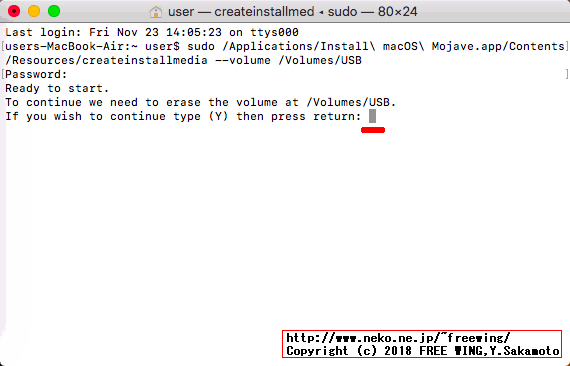 user — createinstallmed ◂ sudo — 80×24
Last login: Fri Nov 23 14:05:23 on ttys000
[users-MacBook-Air:~ user$ sudo /Applications/Install\ macOS\ Mojave.app/Contents]
/Resources/createinstallmedia --volume /Volumes/USB
[Password:]
Ready to start.
To continue we need to erase the volume at /Volumes/USB.
If you wish to continue type (Y) then press return:
http://www.neko.ne.jp/~freewing/
Copyright (c) 2018 FREE WING,Y.Sakamoto